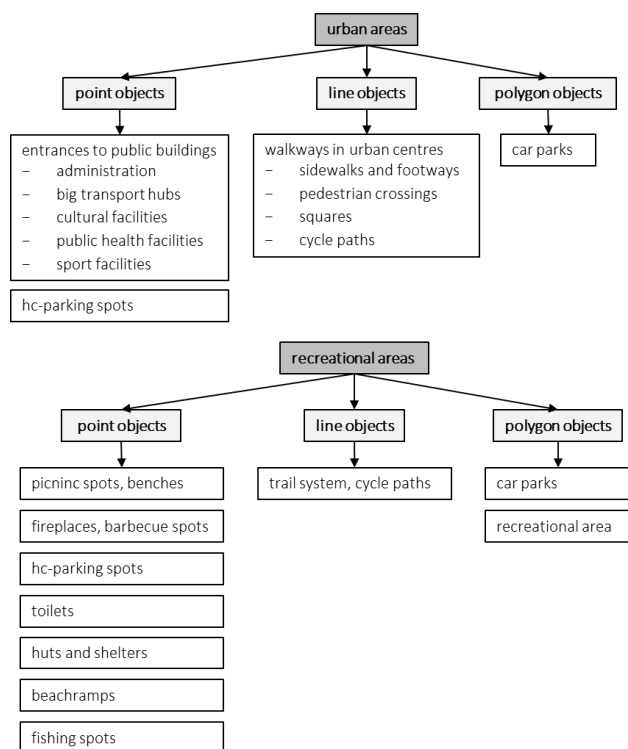 urban areas
point objects
line objects
polygon objects
entrances to public buildings
– administration
– big transport hubs
– cultural facilities
– public health facilities
– sport facilities
walkways in urban centres
– sidewalks and footways
– pedestrian crossings
– squares
– cycle paths
car parks
hc-parking spots
recreational areas
point objects
line objects
polygon objects
picninc spots, benches
trail system, cycle paths
car parks
fireplaces, barbecue spots
recreational area
hc-parking spots
toilets
huts and shelters
beachramps
fishing spots